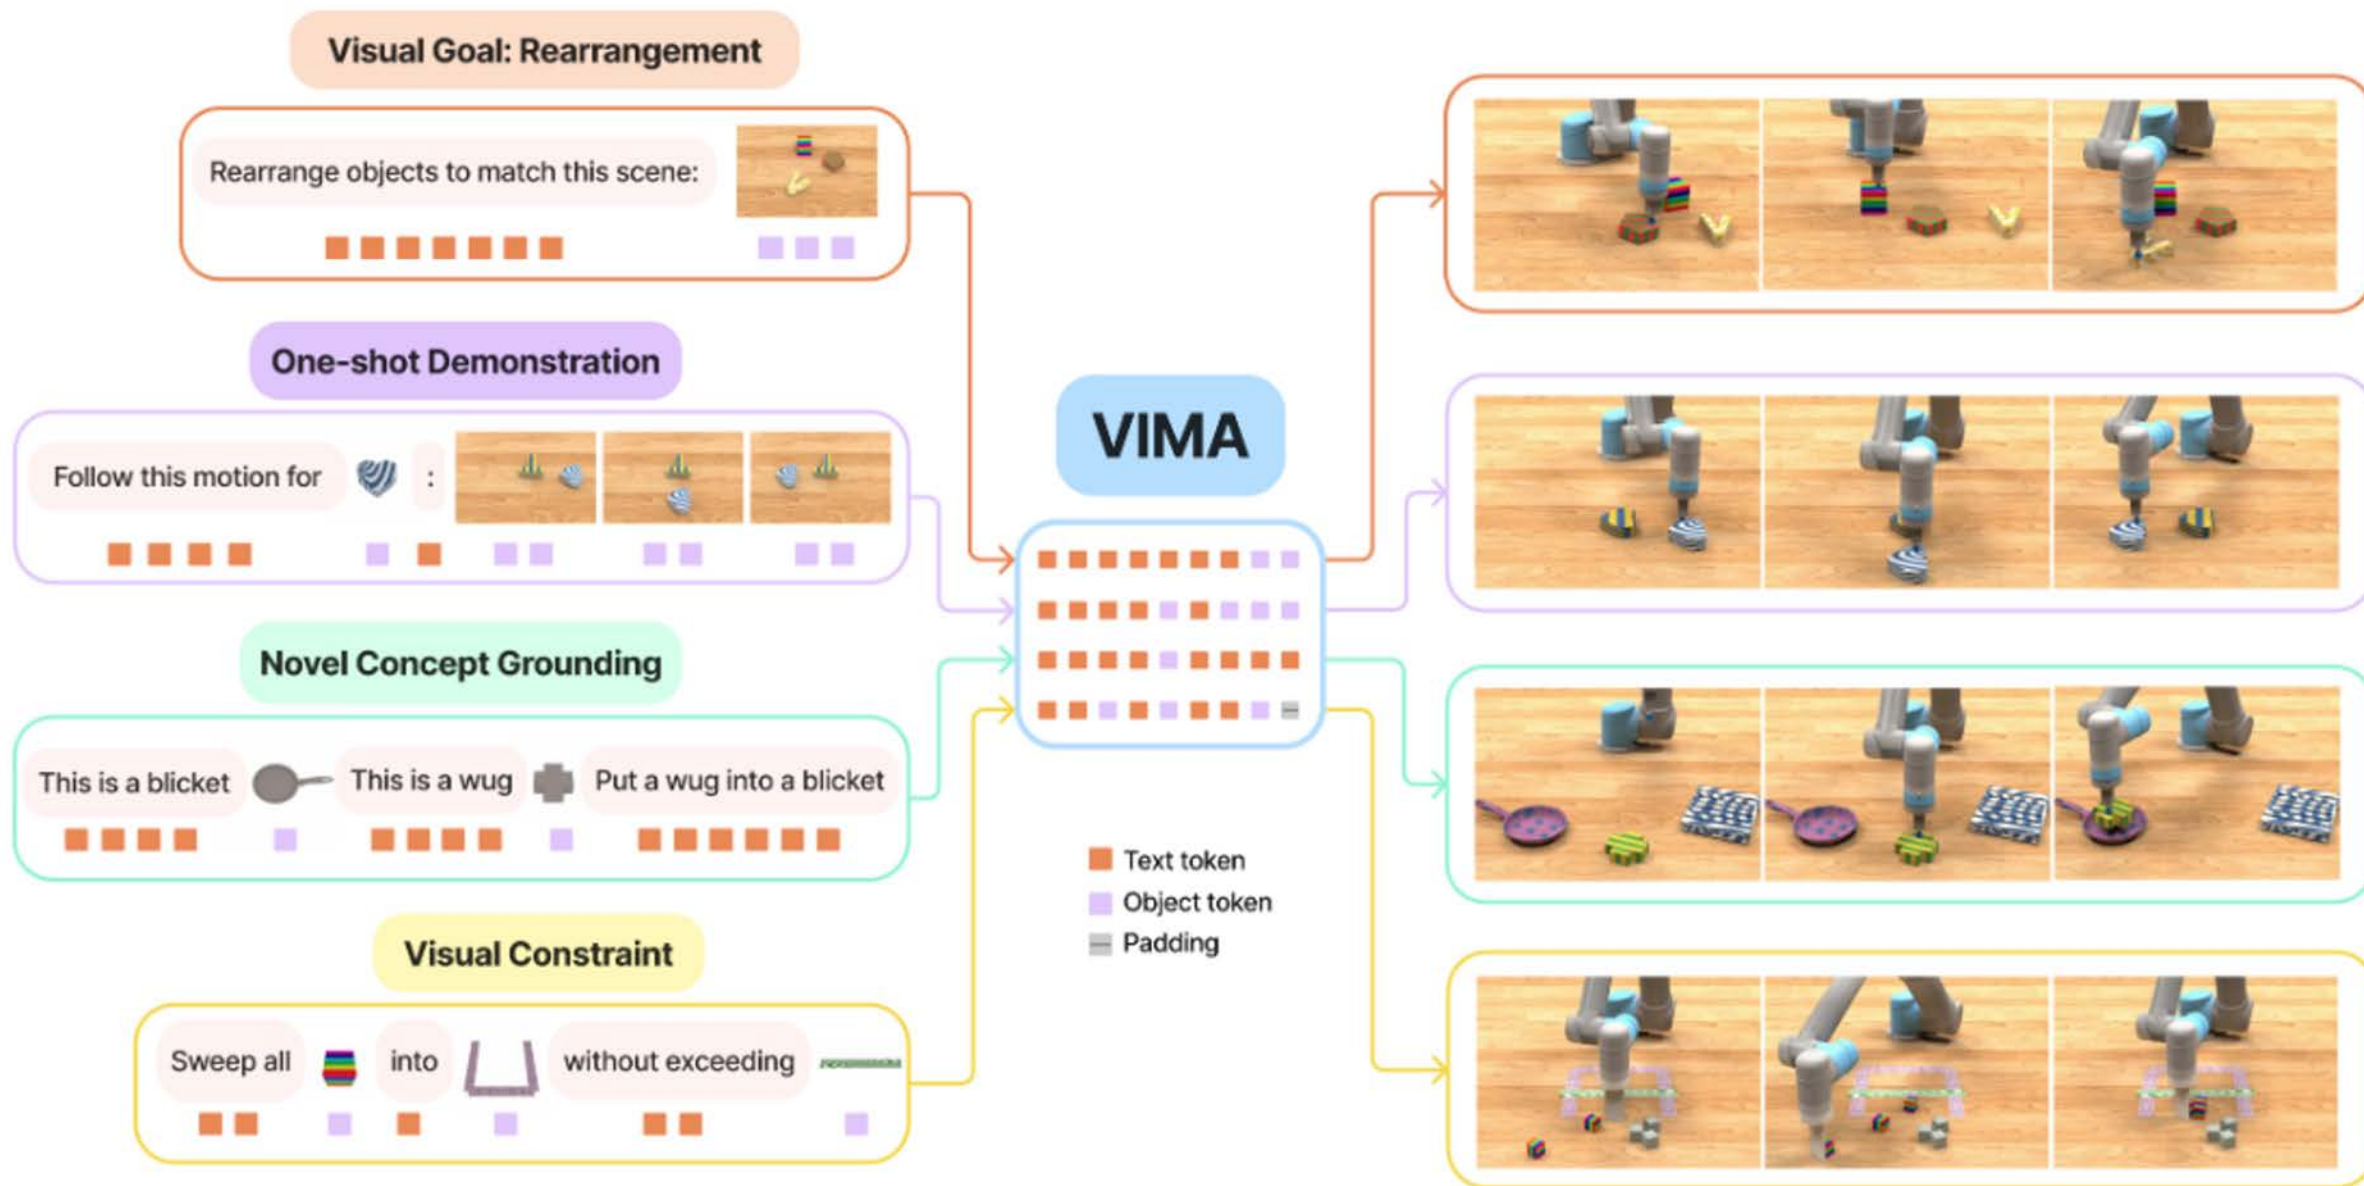 Visual Goal: Rearrangement
Rearrange objects to match this scene:
One-shot Demonstration
Follow this motion for :
Novel Concept Grounding
This is a blicket This is a wug Put a wug into a blicket
Visual Constraint
Sweep all into without exceeding
VIMA
Text token
Object token
Padding